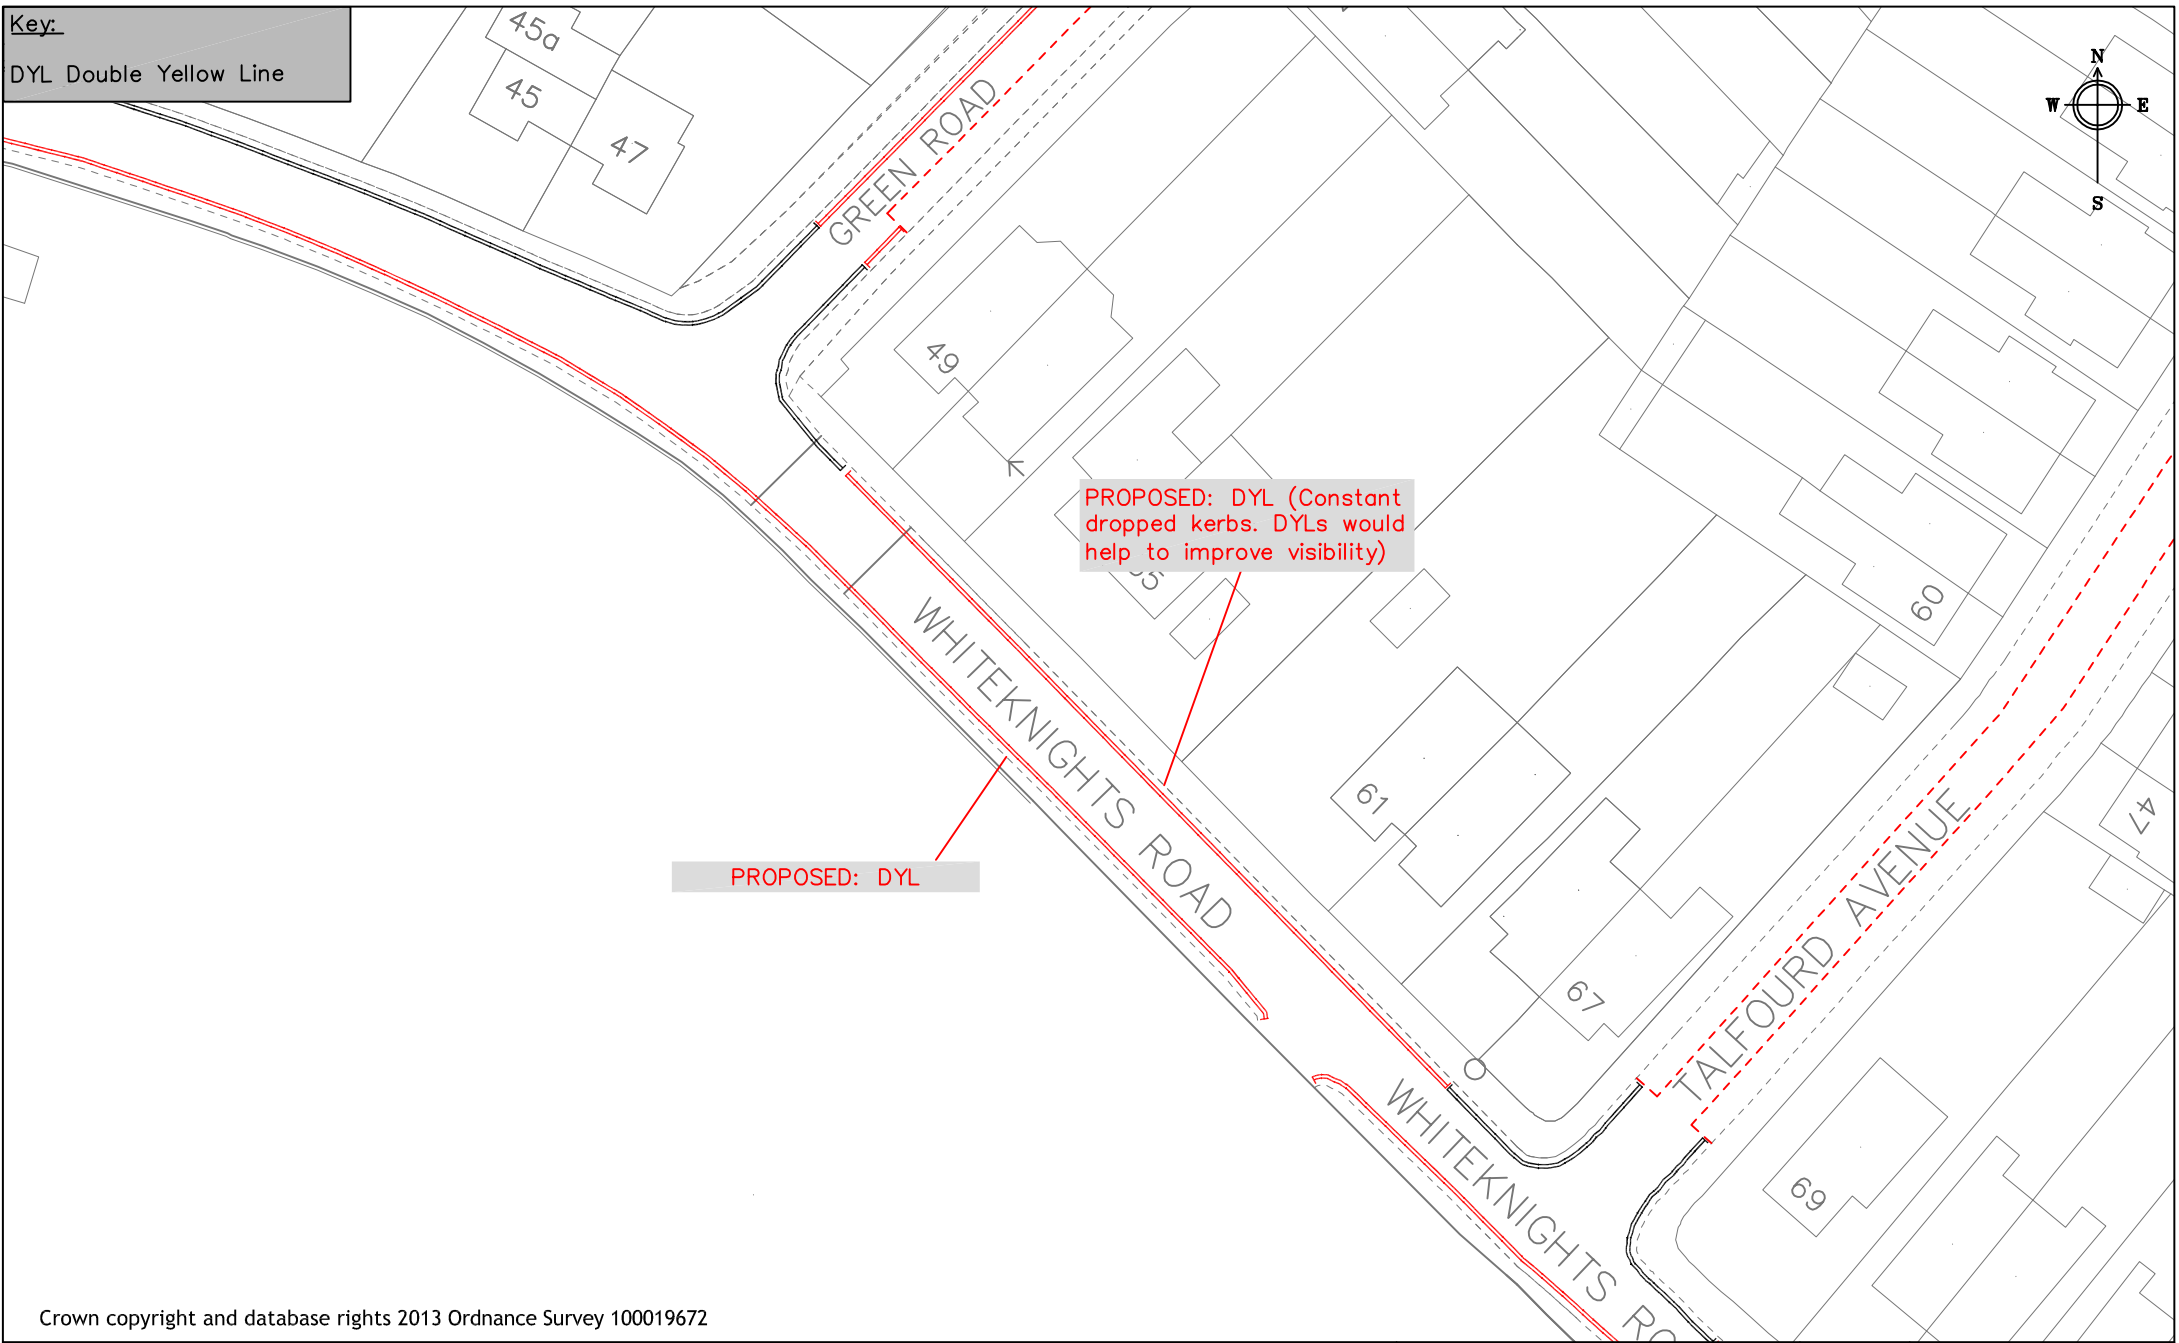 Key:
DYL Double Yellow Line
45a
45
47
GREEN ROAD
N
W E
S
49
PROPOSED: DYL (Constant
dropped kerbs. DYLs would
help to improve visibility)
60
WHITEKNIGHTS ROAD
61
47
PROPOSED: DYL
TALFOURD AVENUE
67
WHITEKNIGHTS
69
Crown copyright and database rights 2013 Ordnance Survey 100019672